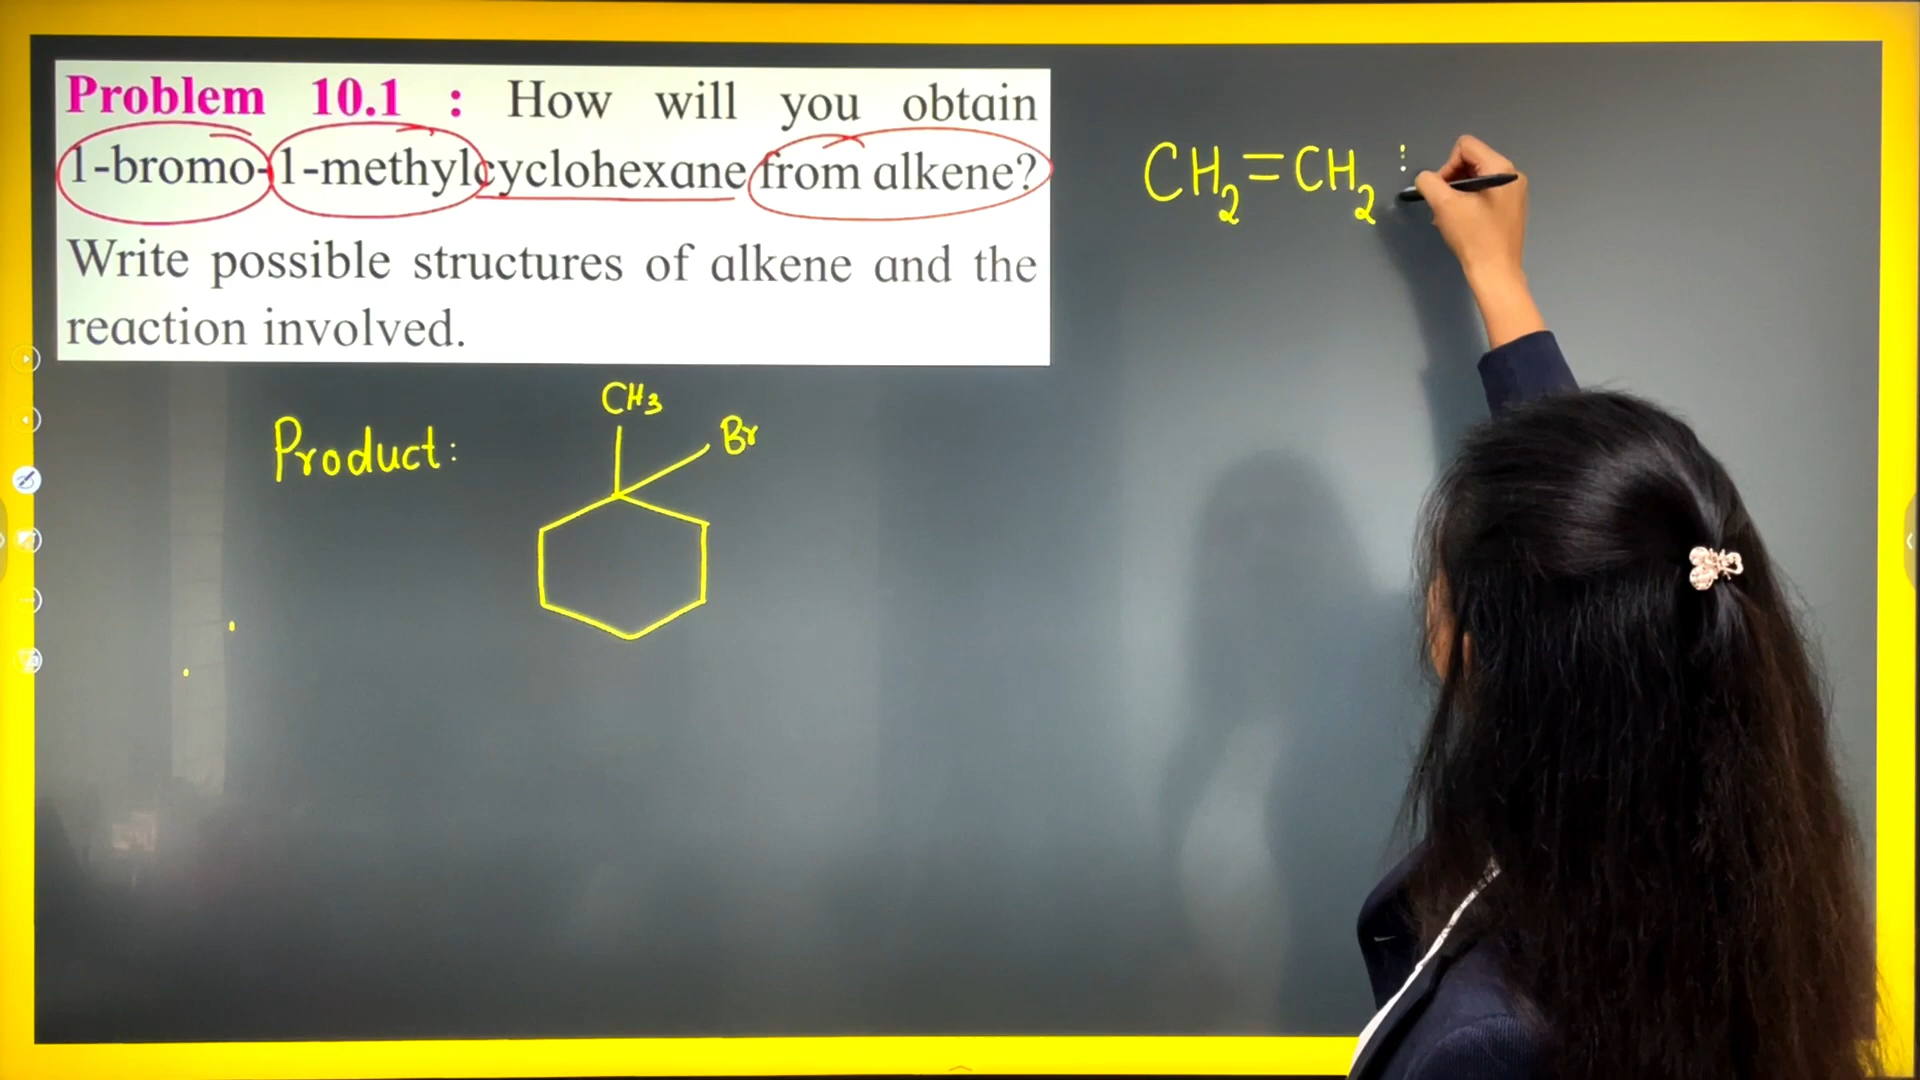 Problem 10.1 : How will you obtain
1-bromo-1-methylcyclohexane from alkene?
Write possible structures of alkene and the
reaction involved.
CH2=CH2
Product:
CH3
Br